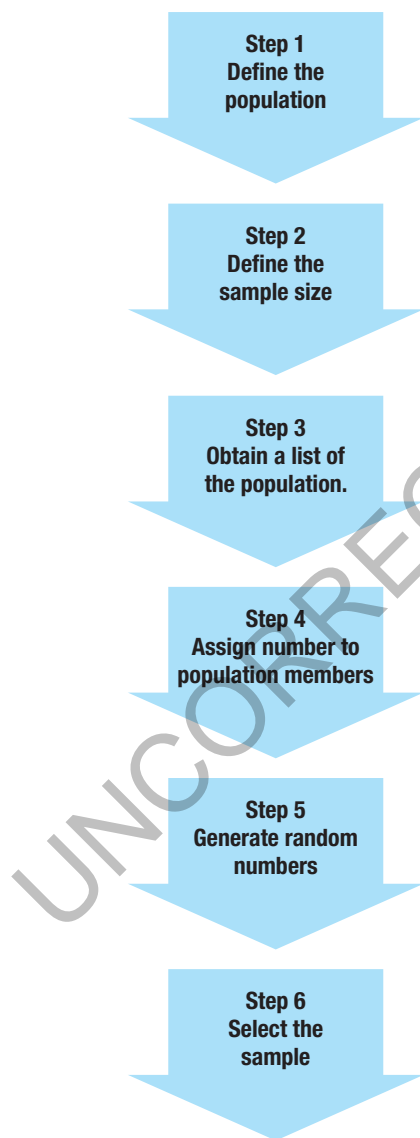 Step 1
Define the
population
Step 2
Define the
sample size
Step 3
Obtain a list of
the population.
Step 4
Assign number to
population members
Step 5
Generate random
numbers
Step 6
Select the
sample
UNCORREC